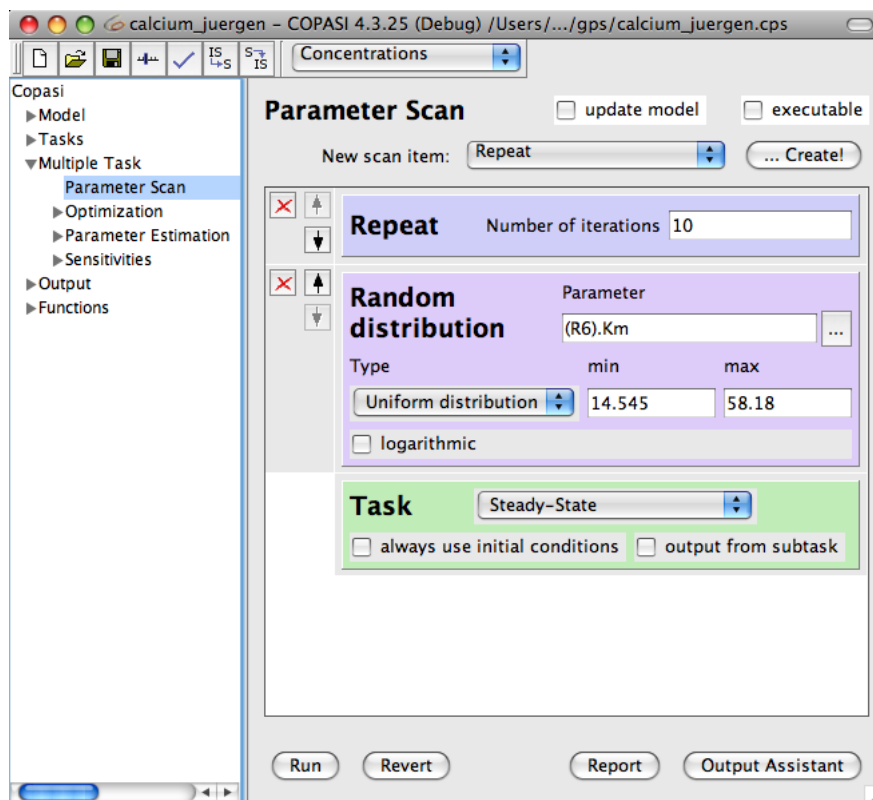 calcium_juergen – COPASI 4.3.25 (Debug) /Users/.../gps/calcium_juergen.cps
IS
↳S
S
IS
Concentrations
Copasi
Model
Tasks
Multiple Task
Parameter Scan
Optimization
Parameter Estimation
Sensitivities
Output
Functions
Parameter Scan
update model
executable
New scan item:
Repeat
... Create!
Repeat
Number of iterations
10
Random
distribution
Parameter
(R6).Km
...
Type
min
max
Uniform distribution
14.545
58.18
logarithmic
Task
Steady-State
always use initial conditions
output from subtask
Run
Revert
Report
Output Assistant